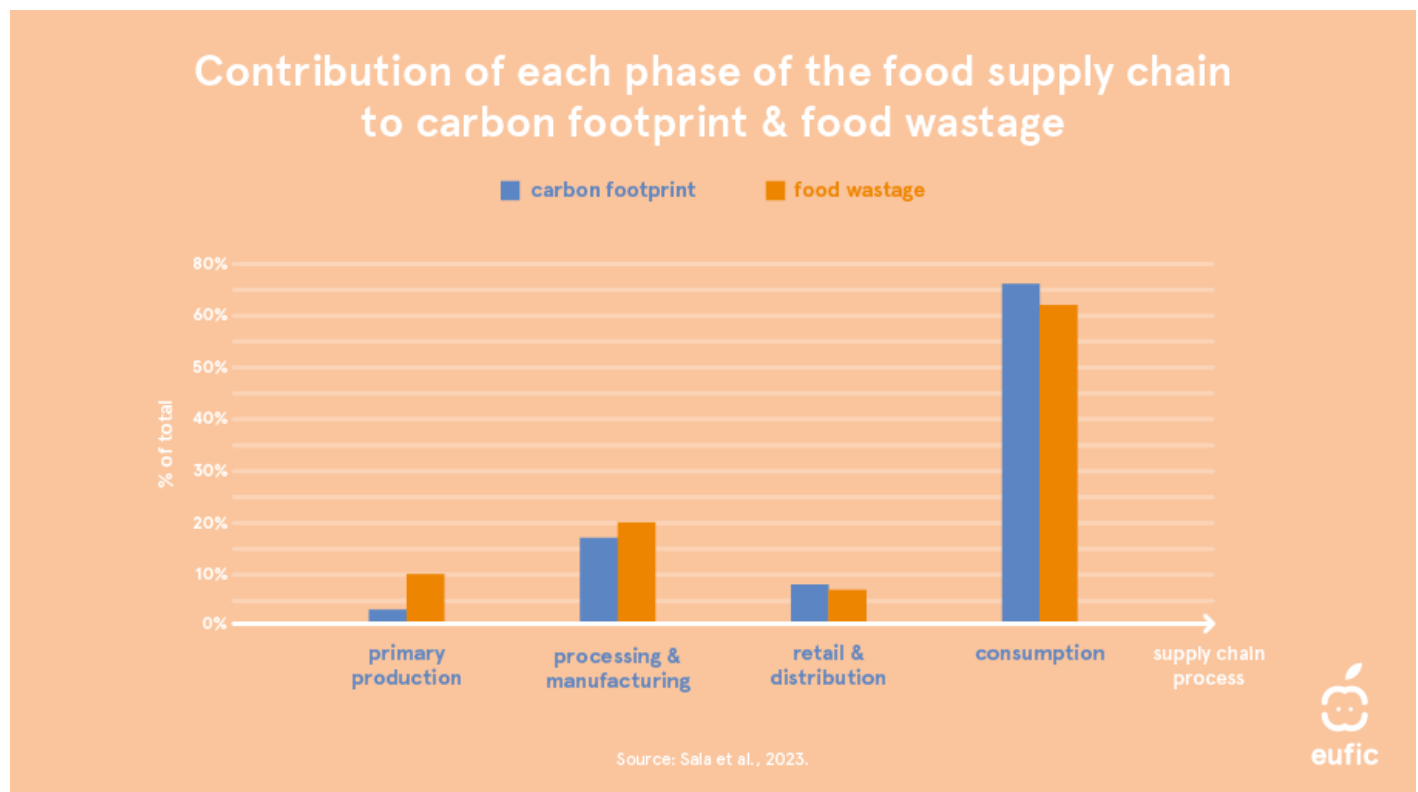 Contribution of each phase of the food supply chain
to carbon footprint & food wastage
carbon footprint
food wastage
80%
60%
50%
40%
30%
20%
10%
0%
% of total
primary
production
processing &
manufacturing
retail &
distribution
consumption
supply chain
process
Source: Sala et al., 2023.
eufic